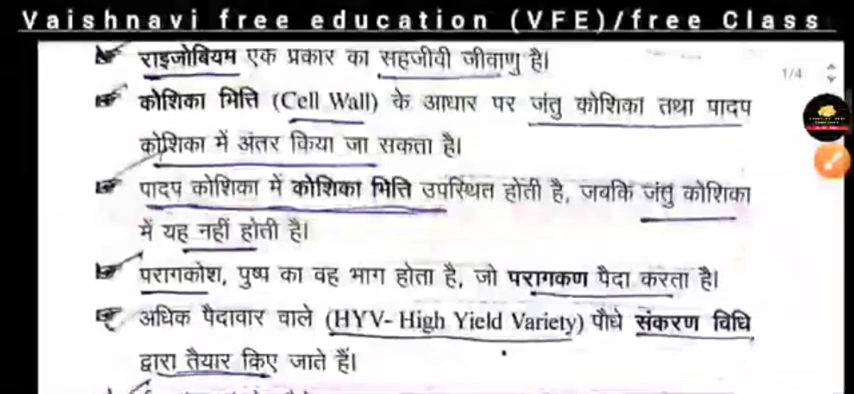 Vaishnavi free education (VFE)/free Class
राइजोबियम एक प्रकार का सहजीवी जीवाणु है।
1/4
कोशिका भित्ति (Cell Wall) के आधार पर जंतु कोशिका तथा पादप
कोशिका में अंतर किया जा सकता है।
पादप कोशिका में कोशिका भित्ति उपस्थित होती है, जबकि जंतु कोशिका
में यह नहीं होती है।
परागकोश, पुष्प का वह भाग होता है, जो परागकण पैदा करता है।
अधिक पैदावार वाले (HYV- High Yield Variety) पौधे संकरण विधि
द्वारा तैयार किए जाते हैं।